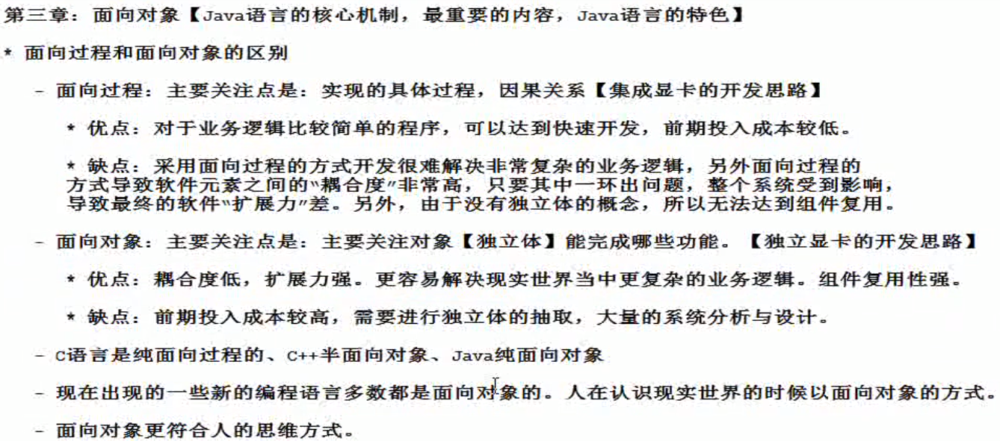 第三章：面向对象【Java语言的核心机制，最重要的内容，Java语言的特色】
* 面向过程和面向对象的区别
- 面向过程：主要关注点是：实现的具体过程，因果关系【集成显卡的开发思路】
* 优点：对于业务逻辑比较简单的程序，可以达到快速开发，前期投入成本较低。
* 缺点：采用面向过程的方式开发很难解决非常复杂的业务逻辑，另外面向过程的
方式导致软件元素之间的“耦合度”非常高，只要其中一环出问题，整个系统受到影响，
导致最终的软件“扩展力”差。另外，由于没有独立体的概念，所以无法达到组件复用。
- 面向对象：主要关注点是：主要关注对象【独立体】能完成哪些功能。【独立显卡的开发思路】
* 优点：耦合度低，扩展力强。更容易解决现实世界当中更复杂的业务逻辑。组件复用性强。
* 缺点：前期投入成本较高，需要进行独立体的抽取，大量的系统分析与设计。
- C语言是纯面向过程的、C++半面向对象、Java纯面向对象
- 现在出现的一些新的编程语言多数都是面向对象的。人在认识现实世界的时候以面向对象的方式。
- 面向对象更符合人的思维方式。